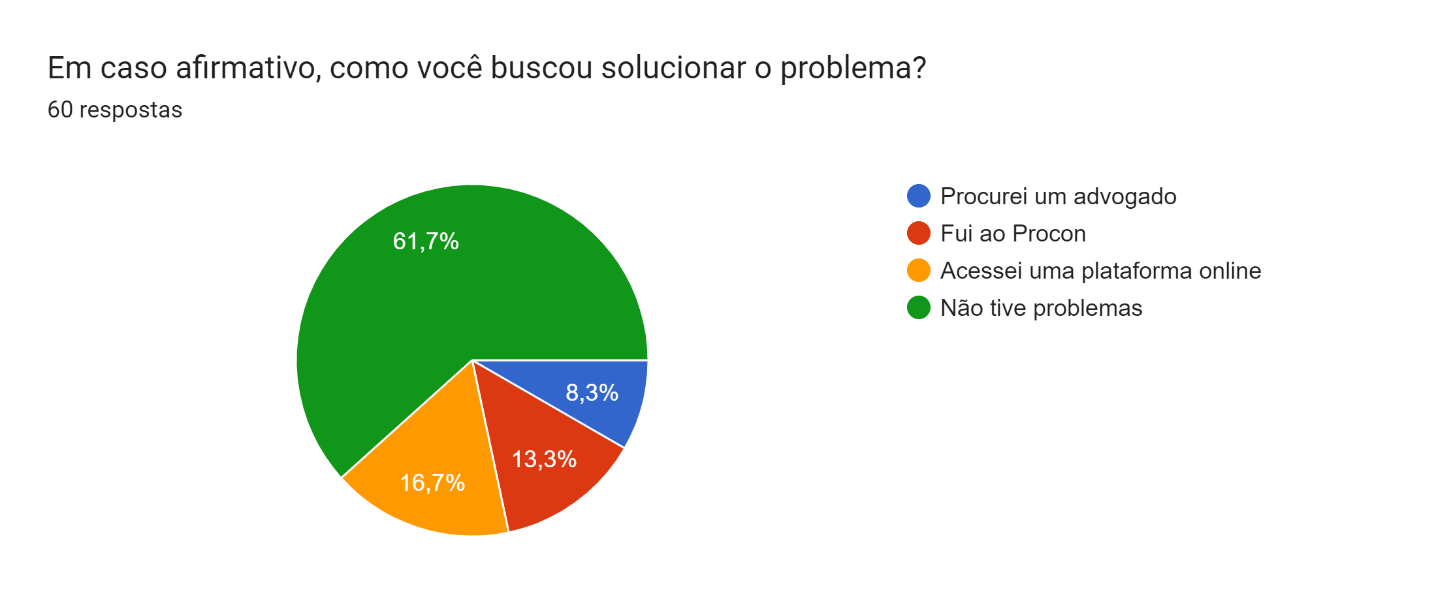 Em caso afirmativo, como você buscou solucionar o problema?
60 respostas
61,7%
8,3%
13,3%
16,7%
Procurei um advogado
Fui ao Procon
Acessei uma plataforma online
Não tive problemas